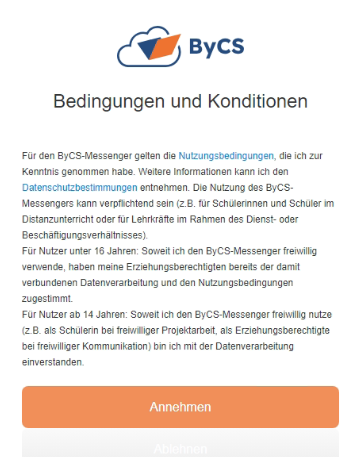 ByCS
Bedingungen und Konditionen
Für den ByCS-Messenger gelten die Nutzungsbedingungen, die ich zur
Kenntnis genommen habe. Weitere Informationen kann ich den
Datenschutzbestimmungen entnehmen. Die Nutzung des ByCS-
Messengers kann verpflichtend sein (z.B. für Schülerinnen und Schüler im
Distanzunterricht oder für Lehrkräfte im Rahmen des Dienst- oder
Beschäftigungsverhältnisses).
Für Nutzer unter 16 Jahren: Soweit ich den ByCS-Messenger freiwillig
verwende, haben meine Erziehungsberechtigten bereits der damit
verbundenen Datenverarbeitung und den Nutzungsbedingungen
zugestimmt.
Für Nutzer ab 14 Jahren: Soweit ich den ByCS-Messenger freiwillig nutze
(z.B. als Schülerin bei freiwilliger Projektarbeit, als Erziehungsberechtigte
bei freiwilliger Kommunikation) bin ich mit der Datenverarbeitung
einverstanden.
Annehmen
Ablehnen